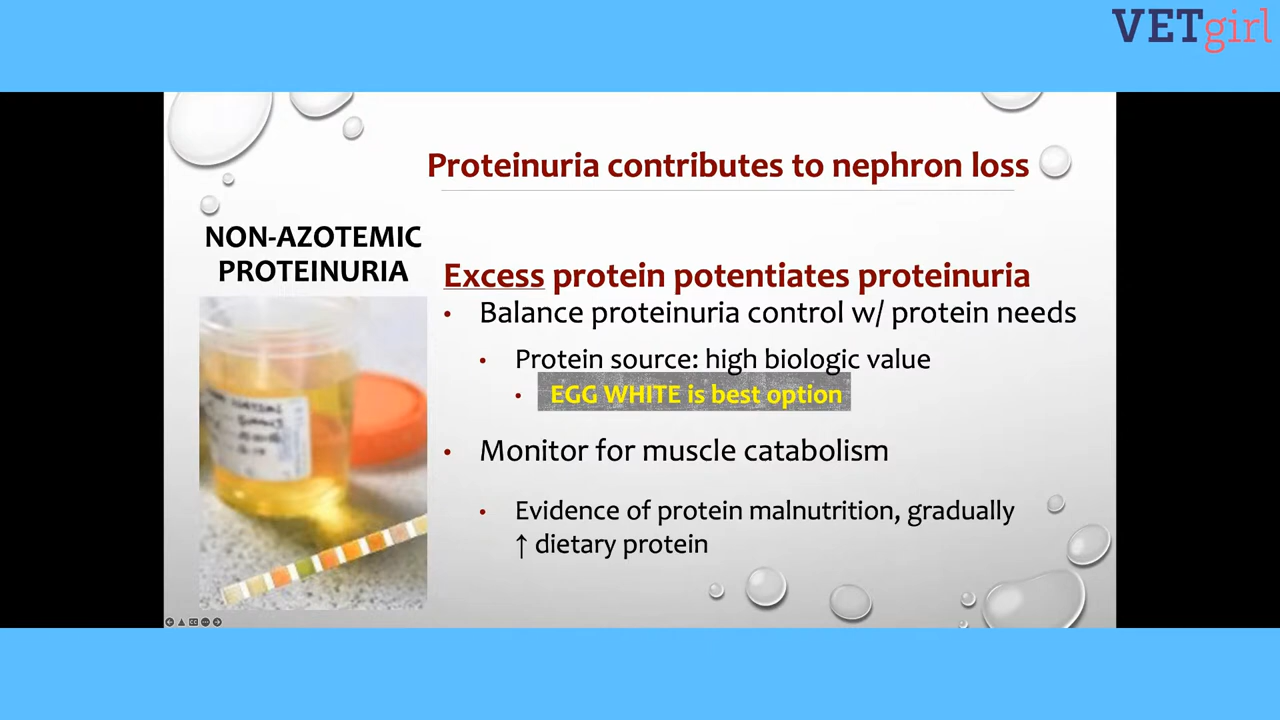 VETgirl
Proteinuria contributes to nephron loss
NON-AZOTEMIC
PROTEINURIA
Excess protein potentiates proteinuria
• Balance proteinuria control w/ protein needs
• Protein source: high biologic value
• EGG WHITE is best option
• Monitor for muscle catabolism
• Evidence of protein malnutrition, gradually
↑ dietary protein